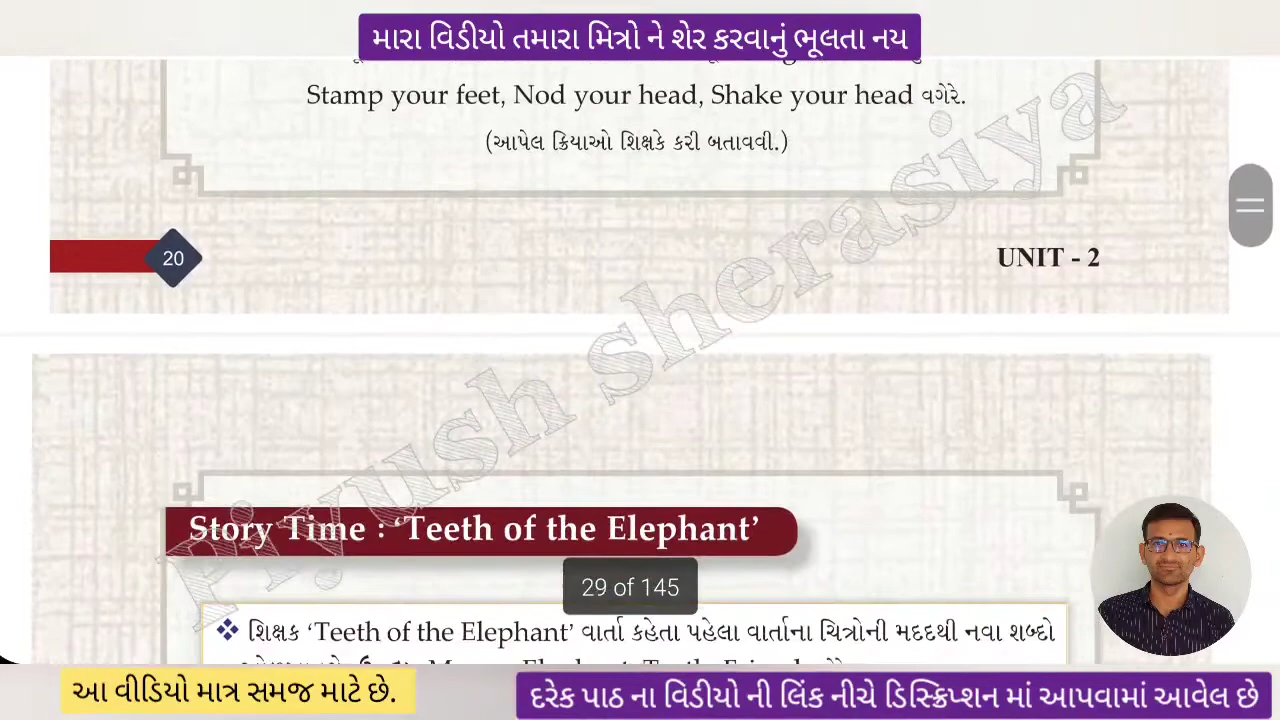 મારા વિડીયો તમારા મિત્રો ને શેર કરવાનું ભૂલતા નય
Stamp your feet, Nod your head, Shake your head વગેરે.
(આપેલ ક્રિયાઓ શિક્ષકે કરી બતાવવી.)
20
UNIT - 2
Piyush sherasiya
Story Time : ‘Teeth of the Elephant’
29 of 145
❖ શિક્ષક ‘Teeth of the Elephant’ વાર્તા કહેતા પહેલા વાર્તાના ચિત્રોની મદદથી નવા શબ્દો
આ વીડિયો માત્ર સમજ માટે છે.
દરેક પાઠ ના વિડીયો ની લિંક નીચે ડિસ્ક્રિપ્શન માં આપવામાં આવેલ છે